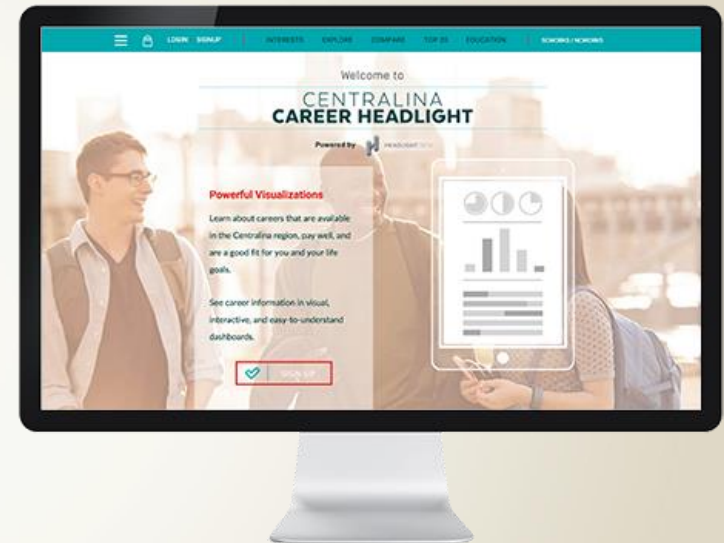 LOGIN SIGNUP INTERESTS EXPLORE COMPARE TOP 25 EDUCATION
Welcome to
CENTRALINA
CAREER HEADLIGHT
Powered by HEADLIGHT
Powerful Visualizations
Learn about careers that are available
in the Centralina region, pay well, and
are a good fit for you and your life
goals.
See career information in visual,
interactive, and easy-to-understand
dashboards.
SIGN UP